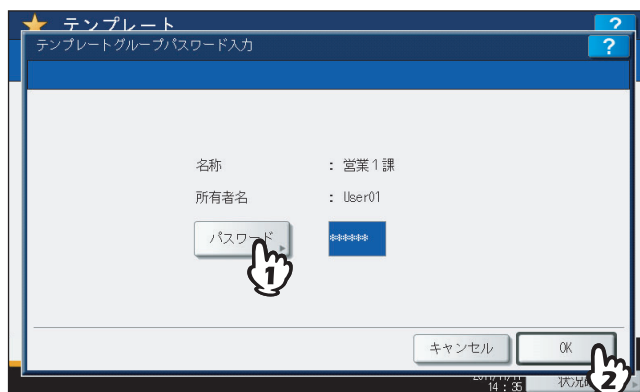 テンプレート
?
テンプレートグループパスワード入力
?
名称 : 営業1課
所有者名 : User01
パスワード ******
1
キャンセル OK
2
14:35